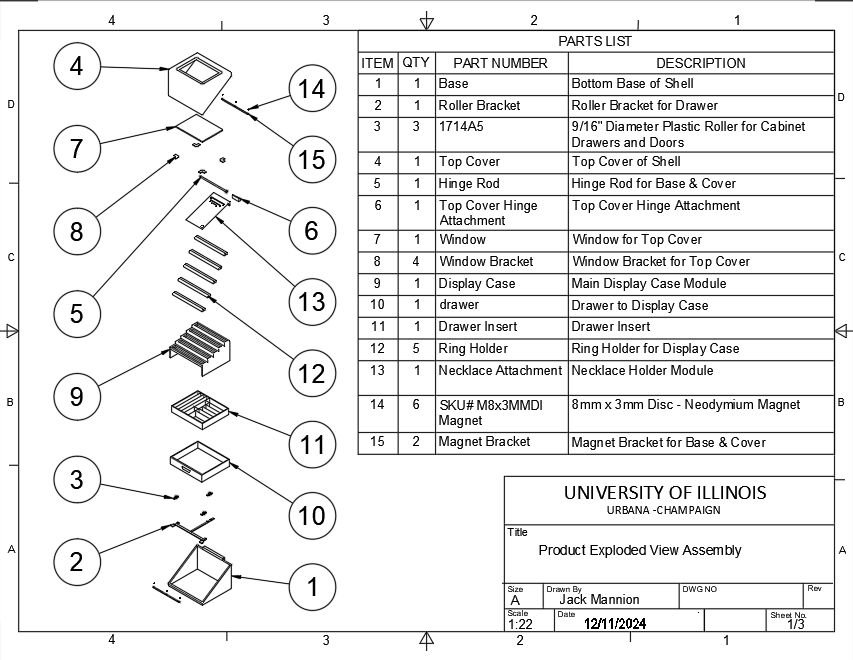 4 3 2 1
PARTS LIST
ITEM QTY PART NUMBER DESCRIPTION
1 1 Base Bottom Base of Shell
2 1 Roller Bracket Roller Bracket for Drawer
3 3 1714A5 9/16" Diameter Plastic Roller for Cabinet
Drawers and Doors
4 1 Top Cover Top Cover of Shell
5 1 Hinge Rod Hinge Rod for Base & Cover
6 1 Top Cover Hinge Top Cover Hinge Attachment
Attachment
7 1 Window Window for Top Cover
8 4 Window Bracket Window Bracket for Top Cover
9 1 Display Case Main Display Case Module
10 1 drawer Drawer to Display Case
11 1 Drawer Insert Drawer Insert
12 5 Ring Holder Ring Holder for Display Case
13 1 Necklace Attachment Necklace Holder Module
14 6 SKU# M8x3MMDI 8mm x 3mm Disc - Neodymium Magnet
Magnet
15 2 Magnet Bracket Magnet Bracket for Base & Cover
4
14
7
15
8
6
5
13
9
12
11
3
10
2
1
D
C
B
A
D
C
B
A
UNIVERSITY OF ILLINOIS
URBANA -CHAMPAIGN
Title
Product Exploded View Assembly
Size Drawn By DWG NO Rev
A Jack Mannion
Scale Date Sheet No.
1:22 12/11/2024 1/3
4 3 2 1